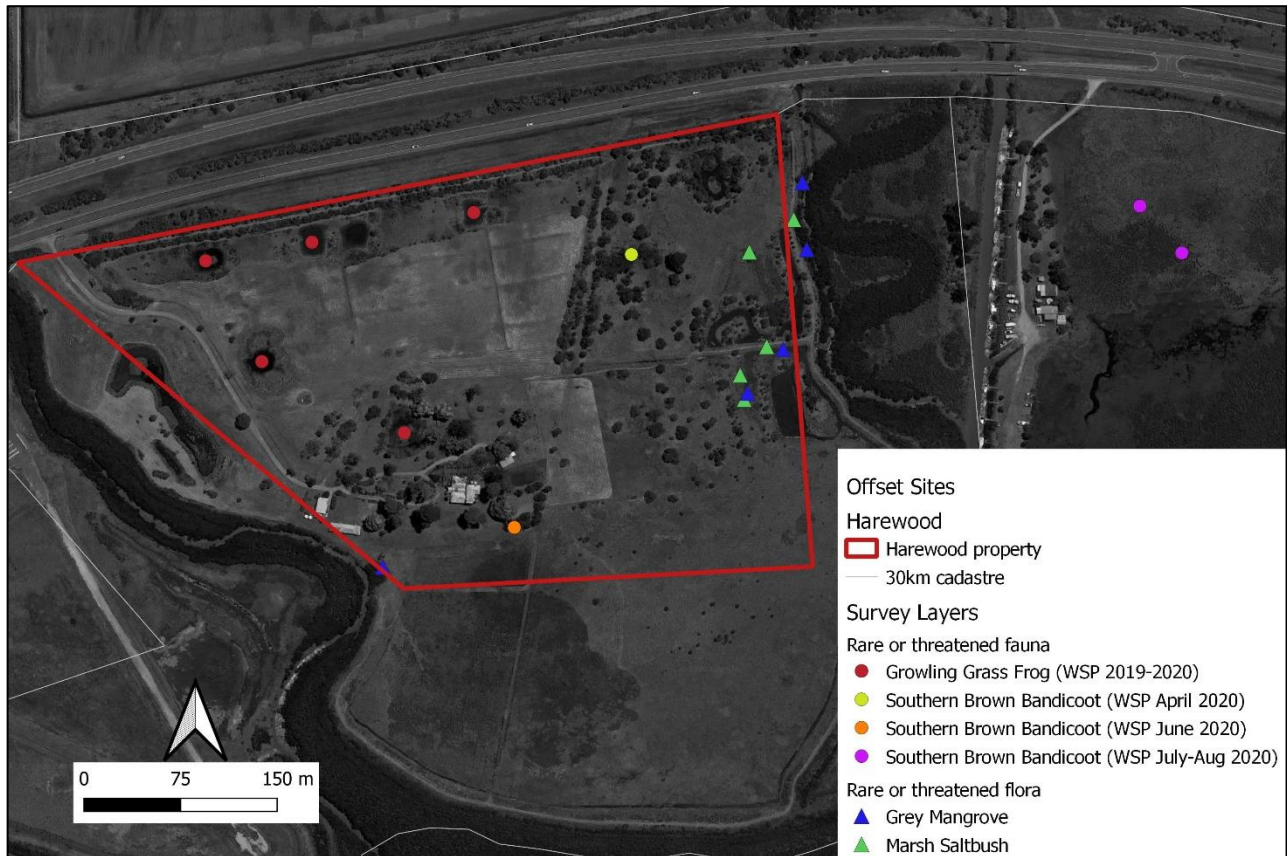 Offset Sites
Harewood
Harewood property
30km cadastre
Survey Layers
Rare or threatened fauna
Growling Grass Frog (WSP 2019-2020)
Southern Brown Bandicoot (WSP April 2020)
Southern Brown Bandicoot (WSP June 2020)
Southern Brown Bandicoot (WSP July-Aug 2020)
Rare or threatened flora
Grey Mangrove
Marsh Saltbush
0 75 150 m